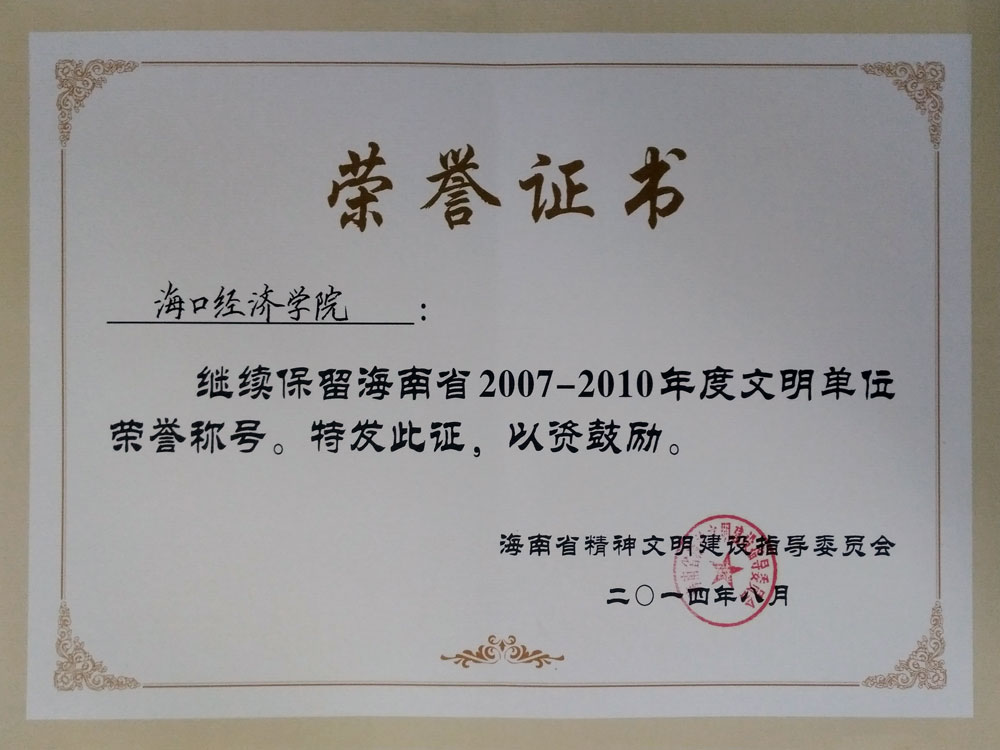 荣誉证书
海口经济学院：
继续保留海南省2007-2010年度文明单位
荣誉称号。特发此证，以资鼓励。
海南省精神文明建设指导委员会
二〇一四年八月